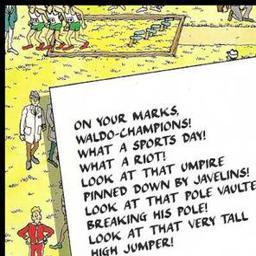 ON YOUR MARKS,
WALDO-CHAMPIONS!
WHAT A SPORTS DAY!
WHAT A RIOT!
LOOK AT THAT UMPIRE
PINNED DOWN BY JAVELINS!
LOOK AT THAT POLE VAULTE
BREAKING HIS POLE!
LOOK AT THAT VERY TALL
HIGH JUMPER!